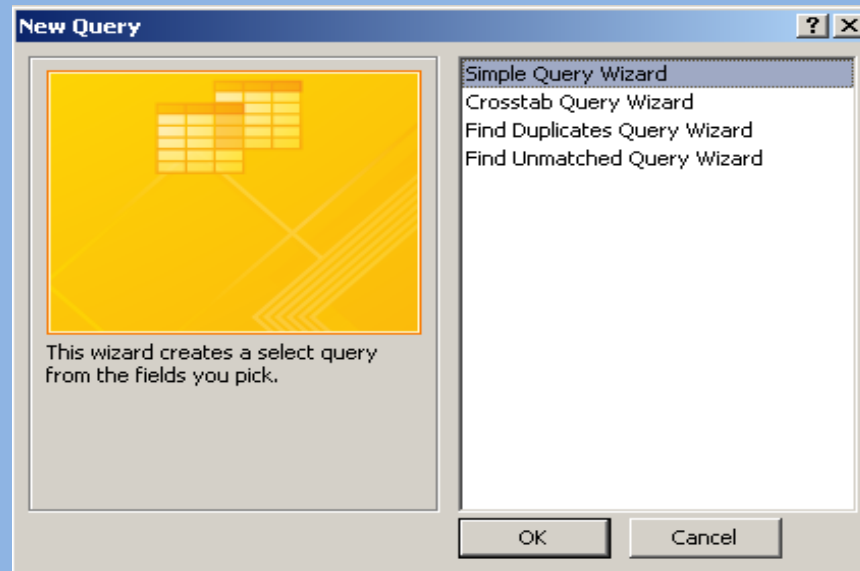 New Query
Simple Query Wizard
Crosstab Query Wizard
Find Duplicates Query Wizard
Find Unmatched Query Wizard
This wizard creates a select query
from the fields you pick.
OK
Cancel